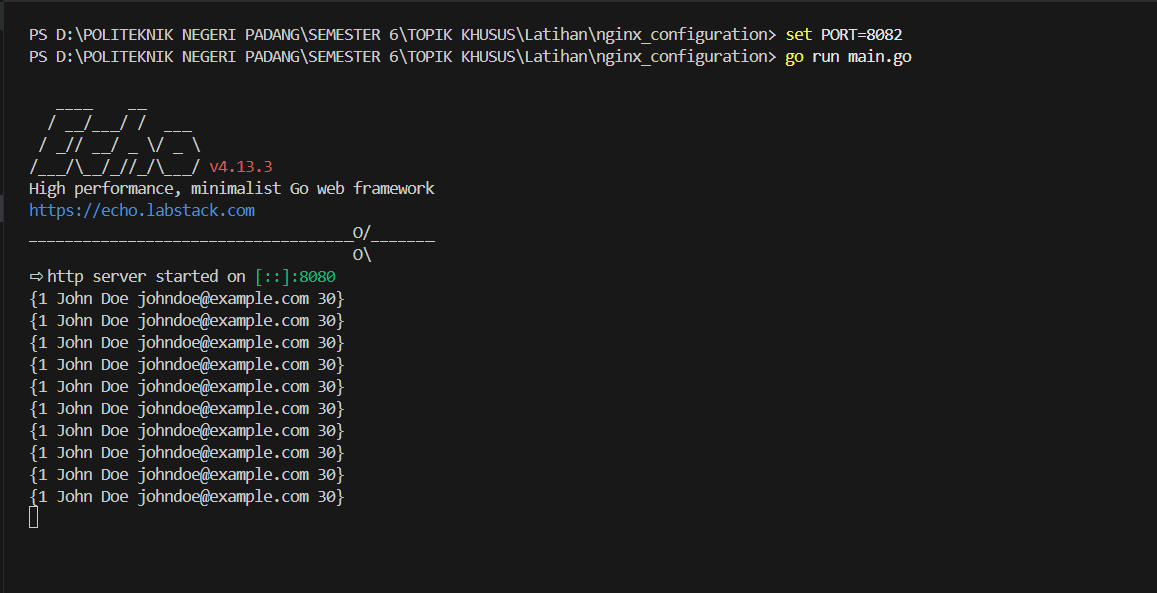 PS D:\POLITEKNIK NEGERI PADANG\SEMESTER 6\TOPIK KHUSUS\Latihan\nginx_configuration> set PORT=8082
PS D:\POLITEKNIK NEGERI PADANG\SEMESTER 6\TOPIK KHUSUS\Latihan\nginx_configuration> go run main.go
   ____    __
  / __/___/ /  ___
 / _// __/ _ \/ _ \
/___/\__/_//_/\___/ v4.13.3
High performance, minimalist Go web framework
https://echo.labstack.com
____________________________________O/_______
                                    O\
⇨ http server started on [::]:8080
{1 John Doe johndoe@example.com 30}
{1 John Doe johndoe@example.com 30}
{1 John Doe johndoe@example.com 30}
{1 John Doe johndoe@example.com 30}
{1 John Doe johndoe@example.com 30}
{1 John Doe johndoe@example.com 30}
{1 John Doe johndoe@example.com 30}
{1 John Doe johndoe@example.com 30}
{1 John Doe johndoe@example.com 30}
{1 John Doe johndoe@example.com 30}